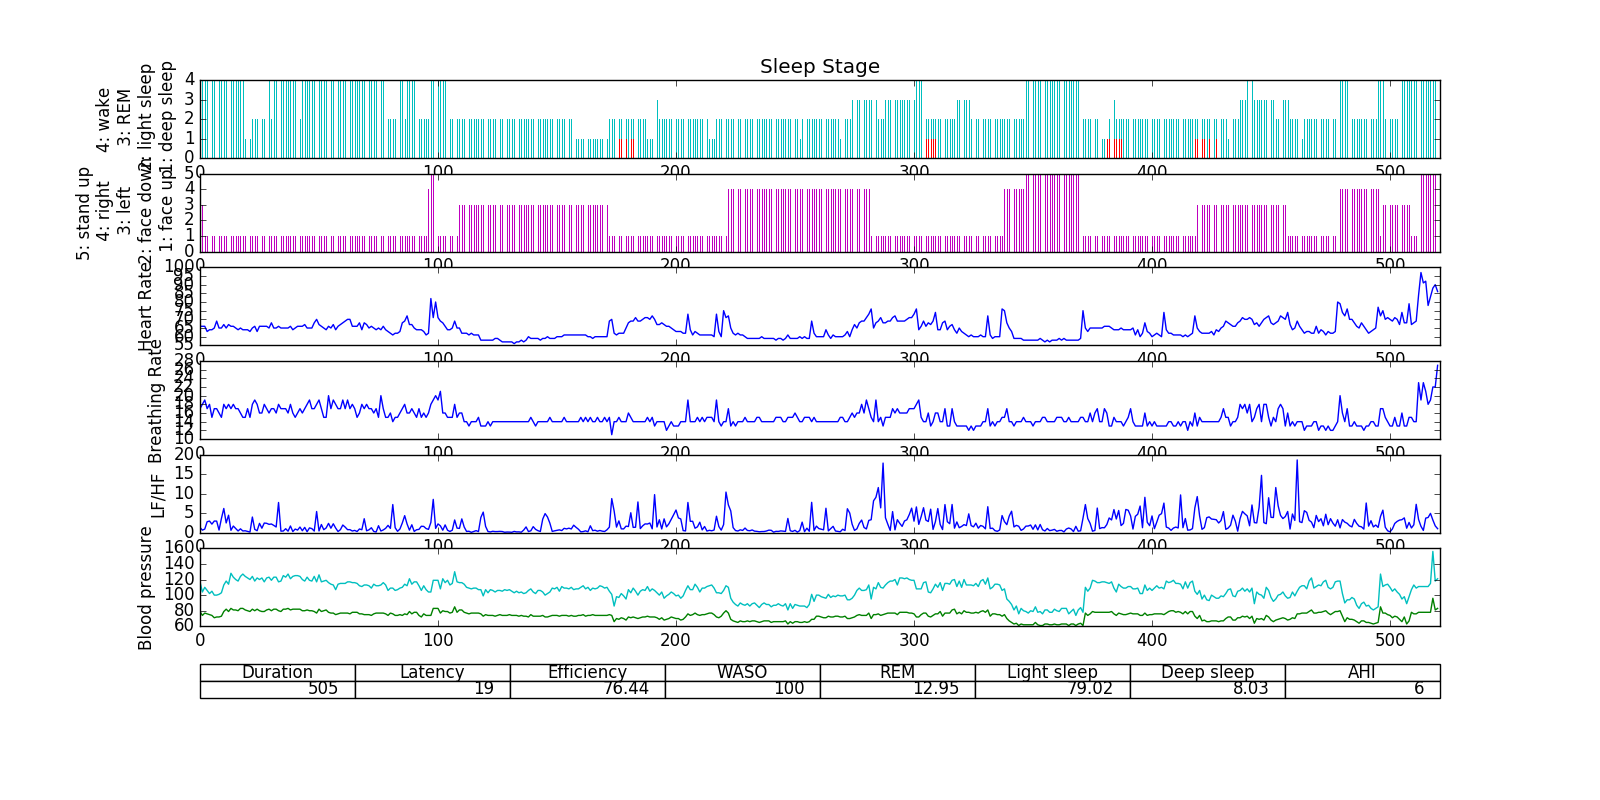 Sleep Stage
4: wake
3: REM
2: light sleep
1: deep sleep
4
3
2
1
0
0 100 200 300 400 500
5: stand up
4: right
3: left
2: face down
1: face up
5
4
3
2
1
0
0 100 200 300 400 500
Heart Rate
100
95
90
85
80
75
70
65
60
55
0 100 200 300 400 500
Breathing Rate
28
26
24
22
20
18
16
14
12
10
0 100 200 300 400 500
LF/HF
20
15
10
5
0
0 100 200 300 400 500
Blood pressure
160
140
120
100
80
60
0 100 200 300 400 500
Duration Latency Efficiency WASO REM Light sleep Deep sleep AHI
505 19 76.44 100 12.95 79.02 8.03 6